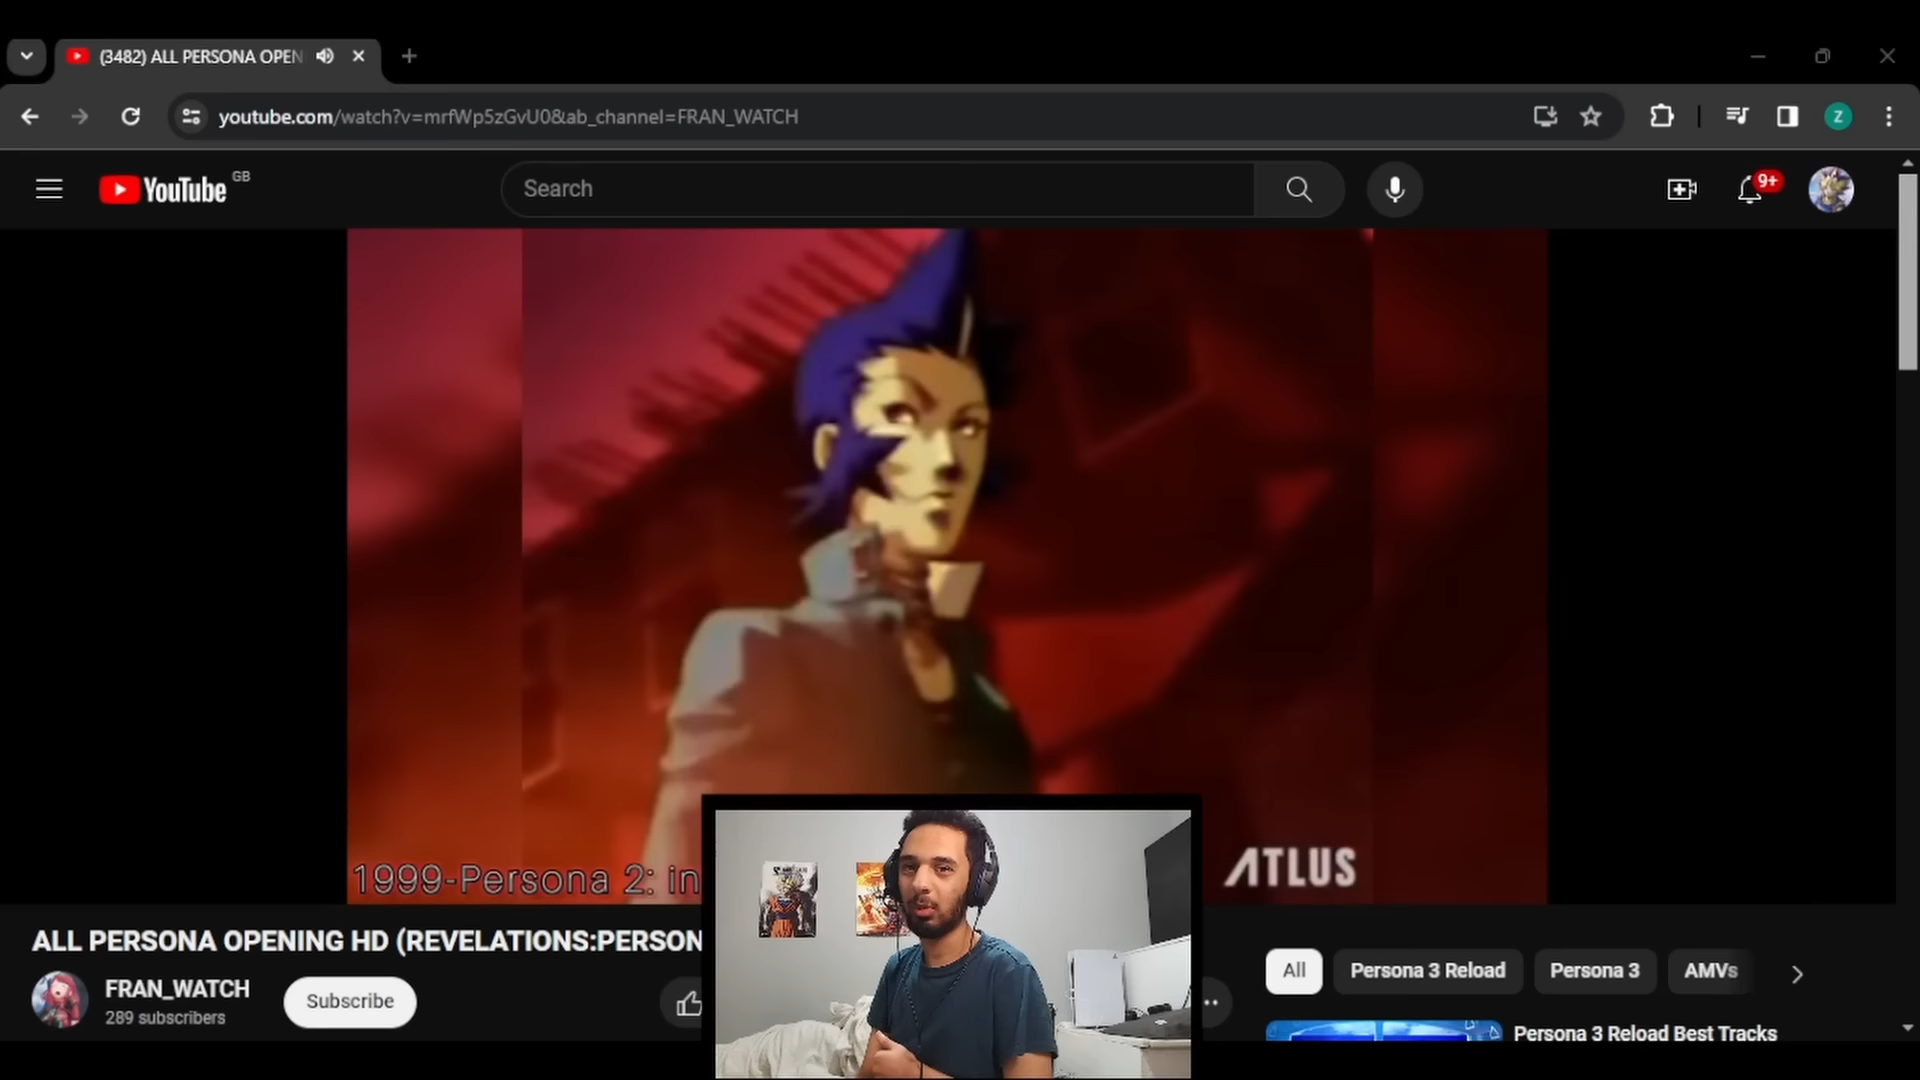 (3482) ALL PERSONA OPEN
youtube.com/watch?v=mrfWp5zGvU0&ab_channel=FRAN_WATCH
Z
YouTube GB
Search
9+
1999-Persona 2: in
ATLUS
ALL PERSONA OPENING HD (REVELATIONS:PERSON
FRAN_WATCH
289 subscribers
Subscribe
All
Persona 3 Reload
Persona 3
AMVs
Persona 3 Reload Best Tracks